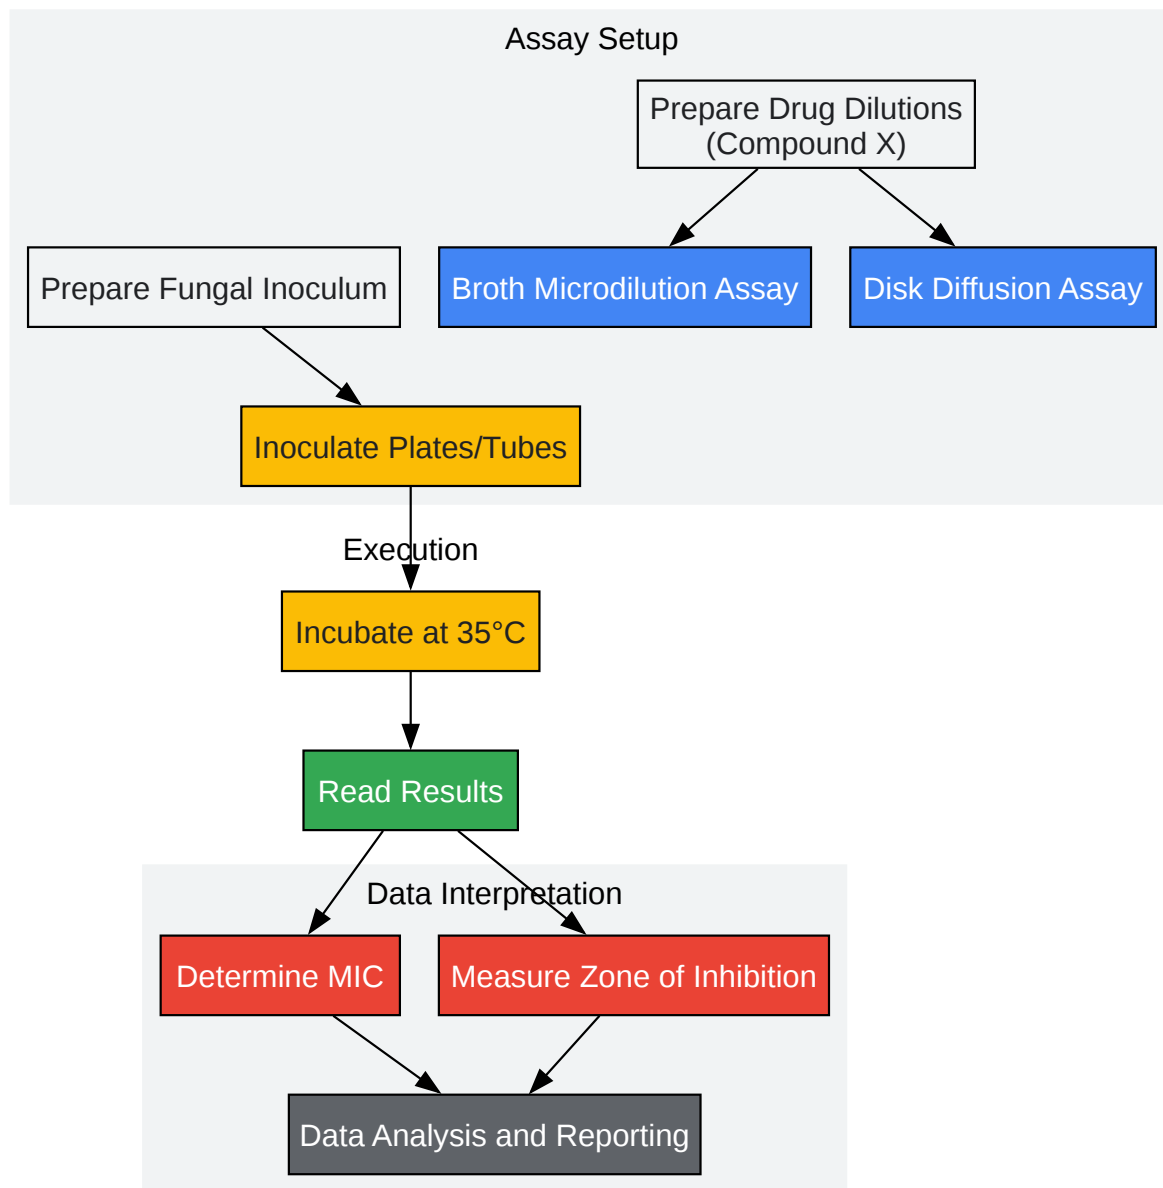 Assay Setup
Prepare Drug Dilutions
(Compound X)
Prepare Fungal Inoculum
Broth Microdilution Assay
Disk Diffusion Assay
Inoculate Plates/Tubes
Execution
Incubate at 35°C
Read Results
Data Interpretation
Determine MIC
Measure Zone of Inhibition
Data Analysis and Reporting